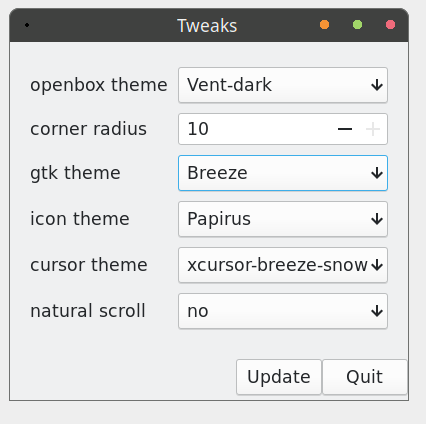 Tweaks
openbox theme Vent-dark
corner radius 10
gtk theme Breeze
icon theme Papirus
cursor theme xcursor-breeze-snow
natural scroll no
Update Quit